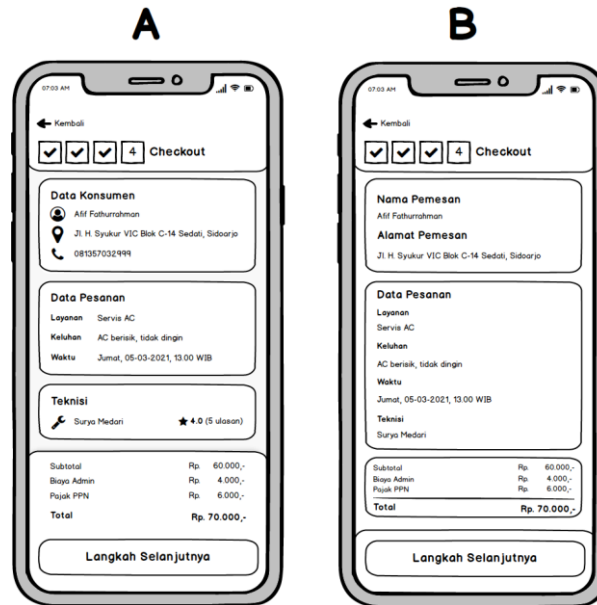 A
07:03 AM
Kembali
4 Checkout
Data Konsumen
Afif Fathurrahman
Jl. H. Syukur VIC Blok C-14 Sedati, Sidoarjo
081357032999
Data Pesanan
Layanan Servis AC
Keluhan AC berisik, tidak dingin
Waktu Jumat, 05-03-2021, 13.00 WIB
Teknisi
Surya Medari 4.0 (5 ulasan)
Subtotal Rp. 60.000,-
Biaya Admin Rp. 4.000,-
Pajak PPN Rp. 6.000,-
Total Rp. 70.000,-
Langkah Selanjutnya
B
07:03 AM
Kembali
4 Checkout
Nama Pemesan
Afif Fathurrahman
Alamat Pemesan
Jl. H. Syukur VIC Blok C-14 Sedati, Sidoarjo
Data Pesanan
Layanan
Servis AC
Keluhan
AC berisik, tidak dingin
Waktu
Jumat, 05-03-2021, 13.00 WIB
Teknisi
Surya Medari
Subtotal Rp. 60.000,-
Biaya Admin Rp. 4.000,-
Pajak PPN Rp. 6.000,-
Total Rp. 70.000,-
Langkah Selanjutnya